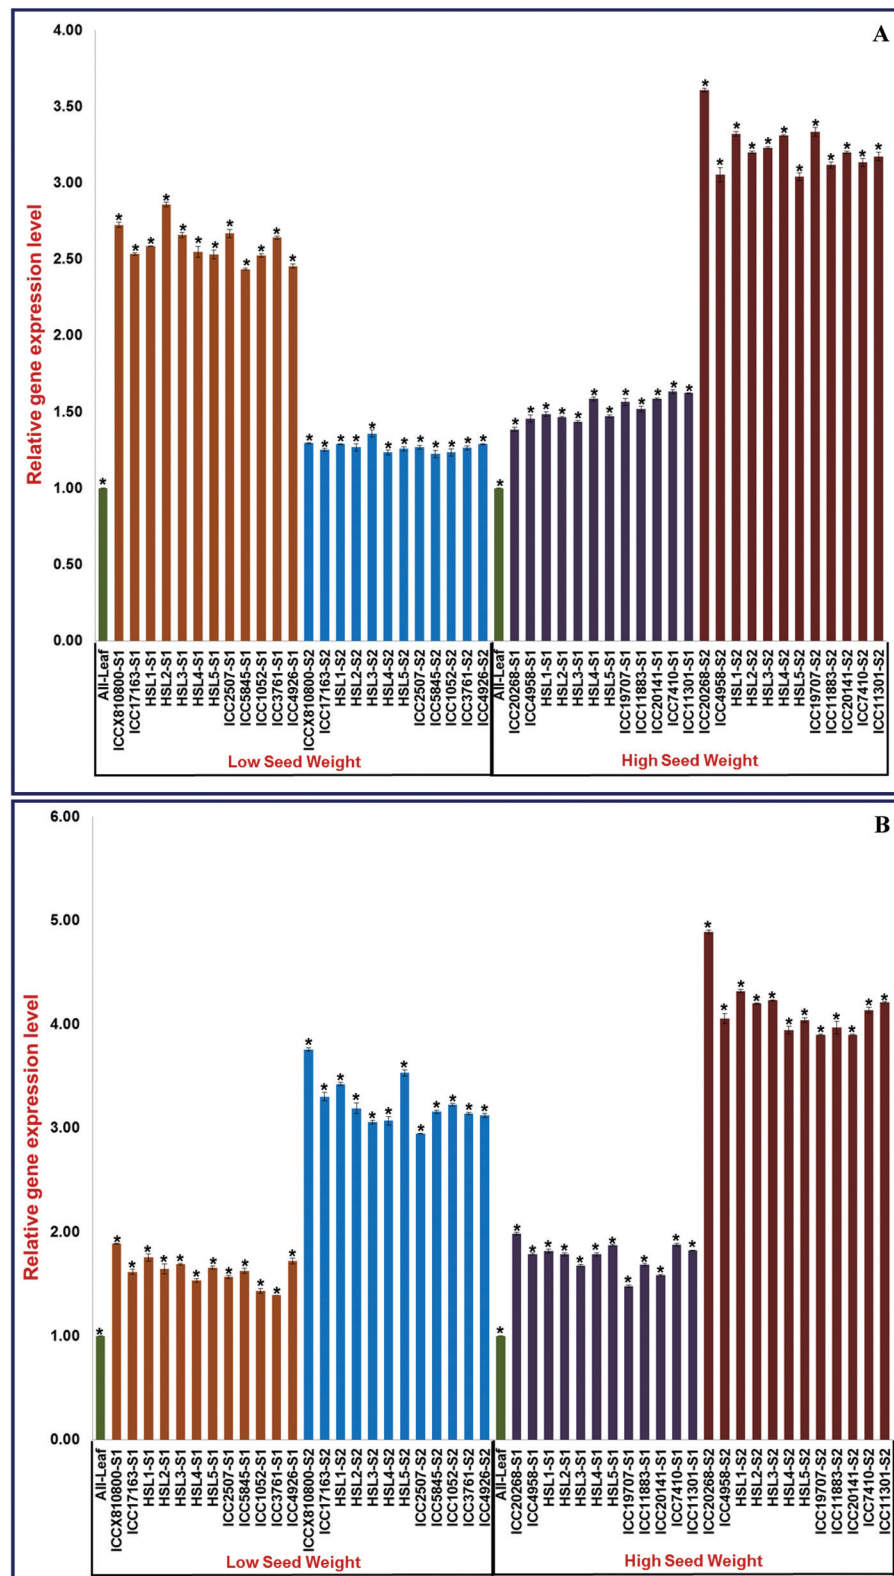 A
4.00
3.50
3.00
2.50
2.00
1.50
1.00
0.50
0.00
Relative gene expression level
* * * * * * * * * * * * * * * * * * * * * * * * * * * * * * * * * * * * * * * * * * * * * * * * * *
All-Leaf
ICCX810800-S1
ICC17163-S1
HSL1-S1
HSL2-S1
HSL3-S1
HSL4-S1
HSL5-S1
ICC2507-S1
ICC5845-S1
ICC1052-S1
ICC3761-S1
ICC4926-S1
ICCX810800-S2
ICC17163-S2
HSL1-S2
HSL2-S2
HSL3-S2
HSL4-S2
HSL5-S2
ICC2507-S2
ICC5845-S2
ICC1052-S2
ICC3761-S2
ICC4926-S2
All-Leaf
ICC20268-S1
ICC4958-S1
HSL1-S1
HSL2-S1
HSL3-S1
HSL4-S1
HSL5-S1
ICC19707-S1
ICC11883-S1
ICC20141-S1
ICC7410-S1
ICC11301-S1
ICC20268-S2
ICC4958-S2
HSL1-S2
HSL2-S2
HSL3-S2
HSL4-S2
HSL5-S2
ICC19707-S2
ICC11883-S2
ICC20141-S2
ICC7410-S2
ICC11301-S2
Low Seed Weight
High Seed Weight
B
6.00
5.00
4.00
3.00
2.00
1.00
0.00
Relative gene expression level
* * * * * * * * * * * * * * * * * * * * * * * * * * * * * * * * * * * * * * * * * * * * * * * * * *
All-Leaf
ICCX810800-S1
ICC17163-S1
HSL1-S1
HSL2-S1
HSL3-S1
HSL4-S1
HSL5-S1
ICC2507-S1
ICC5845-S1
ICC1052-S1
ICC3761-S1
ICC4926-S1
ICCX810800-S2
ICC17163-S2
HSL1-S2
HSL2-S2
HSL3-S2
HSL4-S2
HSL5-S2
ICC2507-S2
ICC5845-S2
ICC1052-S2
ICC3761-S2
ICC4926-S2
All-Leaf
ICC20268-S1
ICC4958-S1
HSL1-S1
HSL2-S1
HSL3-S1
HSL4-S1
HSL5-S1
ICC19707-S1
ICC11883-S1
ICC20141-S1
ICC7410-S1
ICC11301-S1
ICC20268-S2
ICC4958-S2
HSL1-S2
HSL2-S2
HSL3-S2
HSL4-S2
HSL5-S2
ICC19707-S2
ICC11883-S2
ICC20141-S2
ICC7410-S2
ICC11301-S2
Low Seed Weight
High Seed Weight